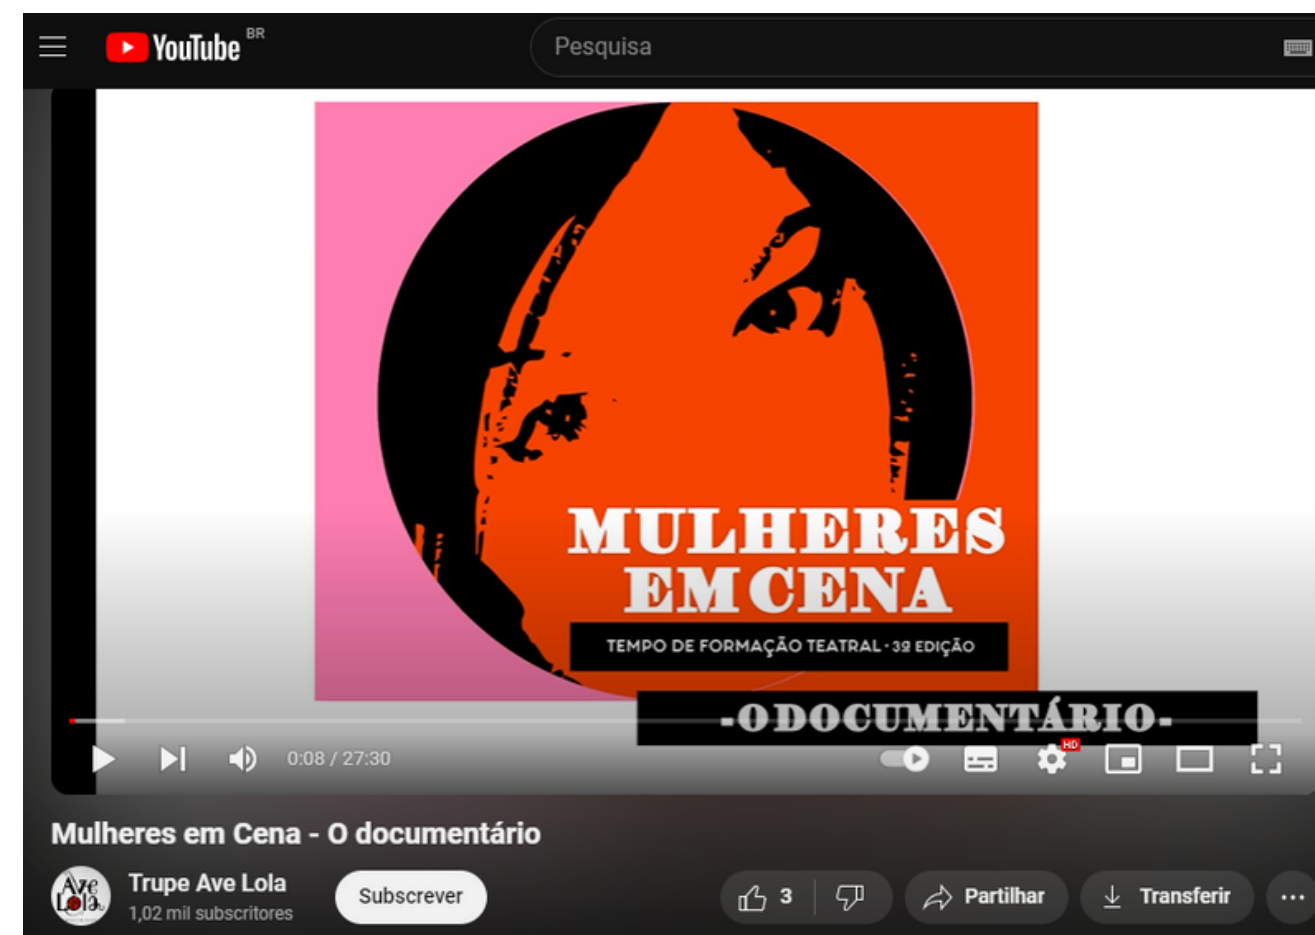 YouTube BR
Pesquisa
MULHERES
EM CENA
TEMPO DE FORMAÇÃO TEATRAL · 3ª EDIÇÃO
-O DOCUMENTÁRIO-
0:08 / 27:30
HD
Mulheres em Cena - O documentário
Ave
Lola
Trupe Ave Lola
1,02 mil subscritores
Subscrever
3
Partilhar
Transferir